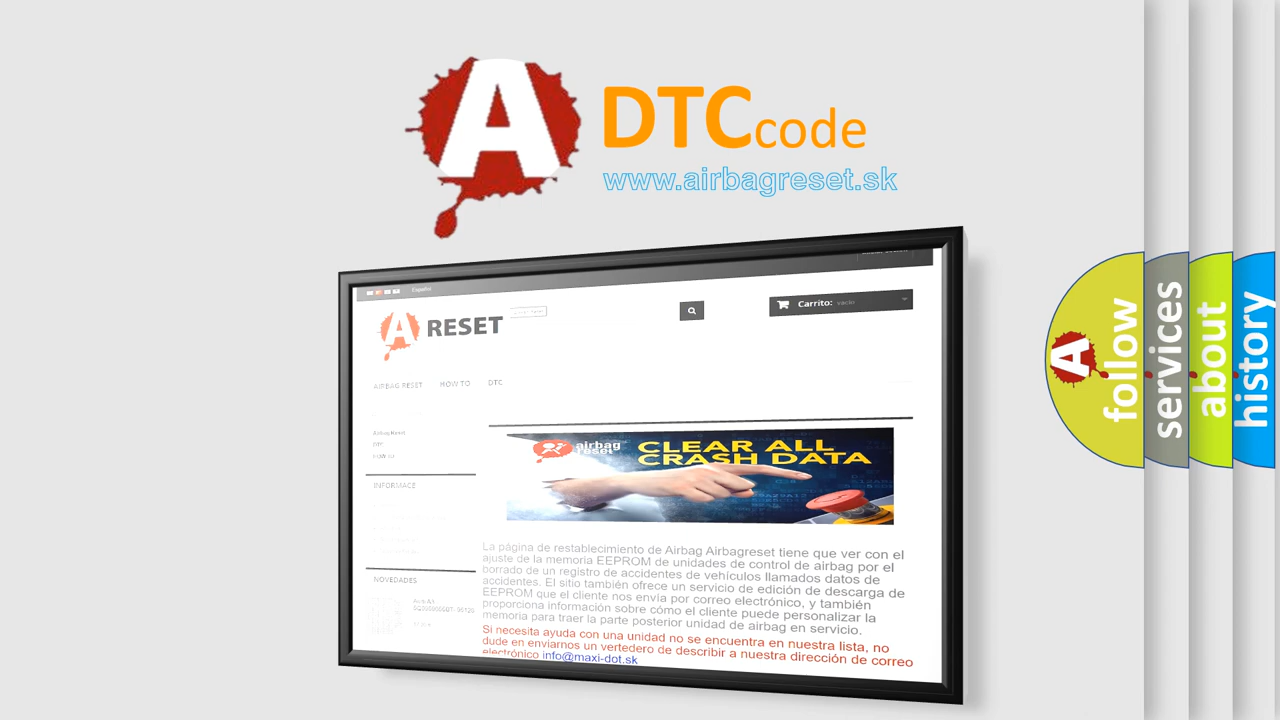 A DTCcode
www.airbagreset.sk
Español
A RESET
Carrito: vacío
AIRBAG RESET HOW TO DTC
Airbag Reset
DTC
INFORMACE
NOVEDADES
airbag
reset
CLEAR ALL
CRASH DATA
La página de restablecimiento de Airbag Airbagreset tiene que ver con el
ajuste de la memoria EEPROM de unidades de control de airbag por el
borrado de un registro de accidentes de vehículos llamados datos de
accidentes. El sitio también ofrece un servicio de edición de descarga de
EEPROM que el cliente nos envía por correo electrónico, y también
proporciona información sobre cómo el cliente puede personalizar la
memoria para traer la parte posterior unidad de airbag en servicio.
Si necesita ayuda con una unidad no se encuentra en nuestra lista, no
dude en enviarnos un vertedero de describir a nuestra dirección de correo
electrónico info@maxi-dot.sk
A follow
services
about
history